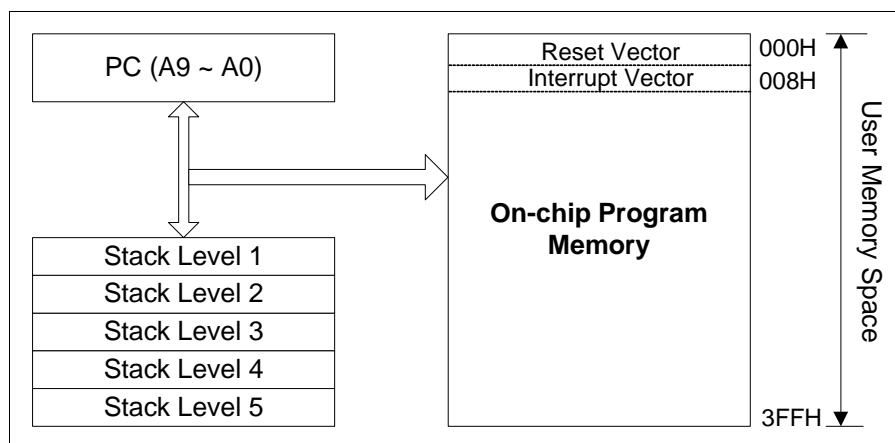 PC (A9 ~ A0)
Stack Level 1
Stack Level 2
Stack Level 3
Stack Level 4
Stack Level 5
Reset Vector
000H
Interrupt Vector
008H
On-chip Program
Memory
3FFH
User Memory Space